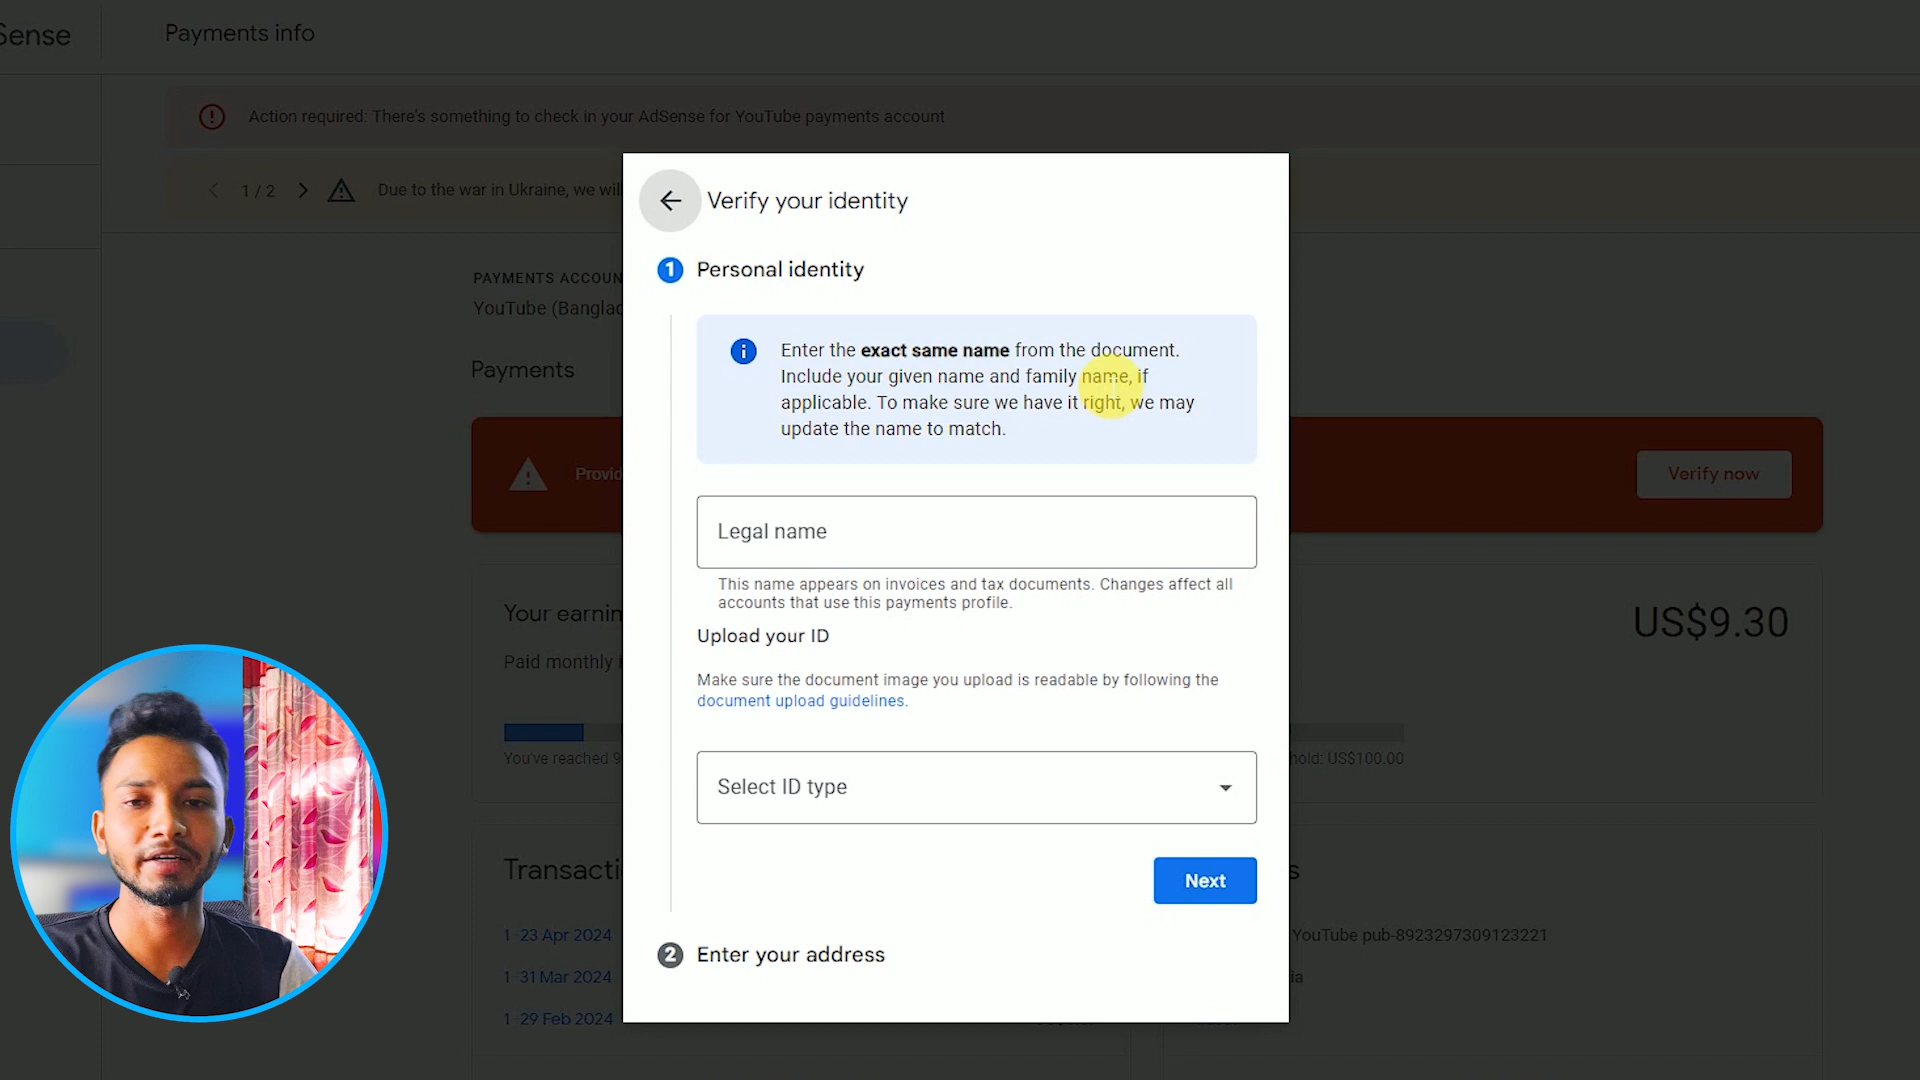 Sense
Payments info
Action required: There's something to check in your AdSense for YouTube payments account
1 / 2
Due to the war in Ukraine, we wil
Verify your identity
1 Personal identity
PAYMENTS ACCOUN
YouTube (Banglad
Enter the exact same name from the document.
Include your given name and family name, if
applicable. To make sure we have it right, we may
update the name to match.
Payments
Provid
Verify now
Legal name
This name appears on invoices and tax documents. Changes affect all
accounts that use this payments profile.
Your earnin
US$9.30
Upload your ID
Paid monthly
Make sure the document image you upload is readable by following the
document upload guidelines.
You've reached 9
hold: US$100.00
Select ID type
Transacti
s
Next
1–23 Apr 2024
YouTube pub-8923297309123221
2 Enter your address
1–31 Mar 2024
ia
1–29 Feb 2024